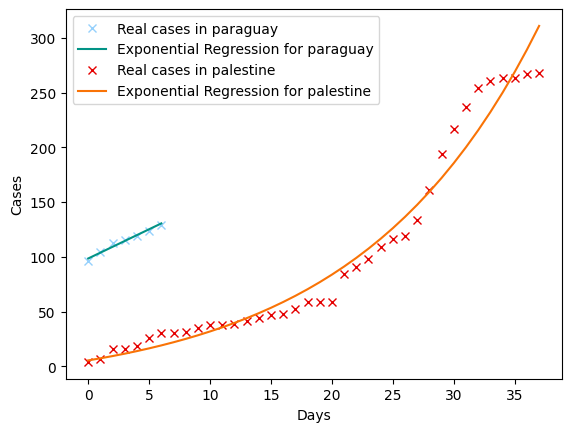 Real cases in paraguay
Exponential Regression for paraguay
Real cases in palestine
Exponential Regression for palestine
300
250
200
150
100
50
0
Cases
0 5 10 15 20 25 30 35
Days